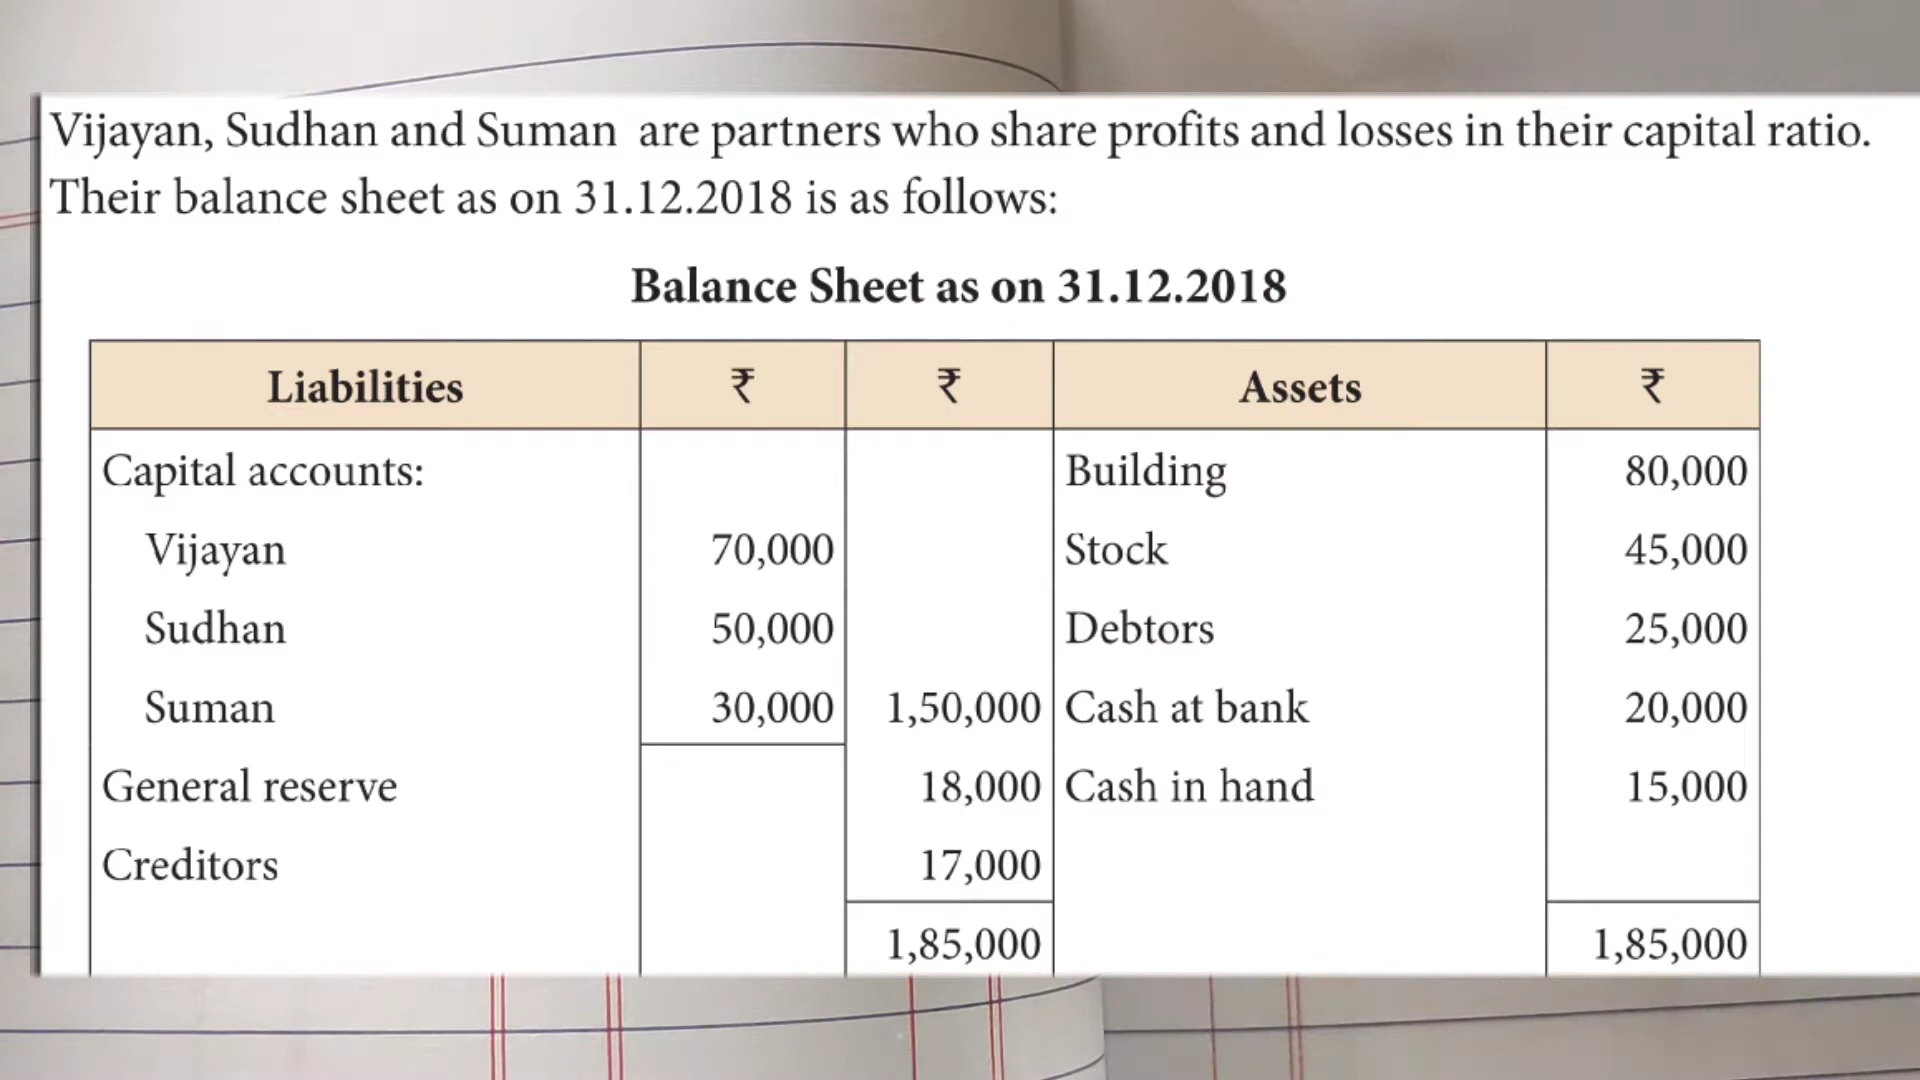 Vijayan, Sudhan and Suman are partners who share profits and losses in their capital ratio.
Their balance sheet as on 31.12.2018 is as follows:
Balance Sheet as on 31.12.2018
Liabilities ₹ ₹ Assets ₹
Capital accounts: Building 80,000
Vijayan 70,000 Stock 45,000
Sudhan 50,000 Debtors 25,000
Suman 30,000 1,50,000 Cash at bank 20,000
General reserve 18,000 Cash in hand 15,000
Creditors 17,000
1,85,000 1,85,000